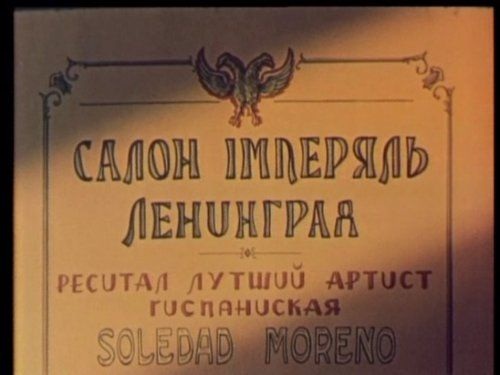 САЛОН ІМПЕРЯЛЬ
ЛЕНИНГРАЯ
РЕСИТАЛ ЛУТШИЙ АРТИСТ
ГИСПАНИСКАЯ
SOLEDAD MORENO